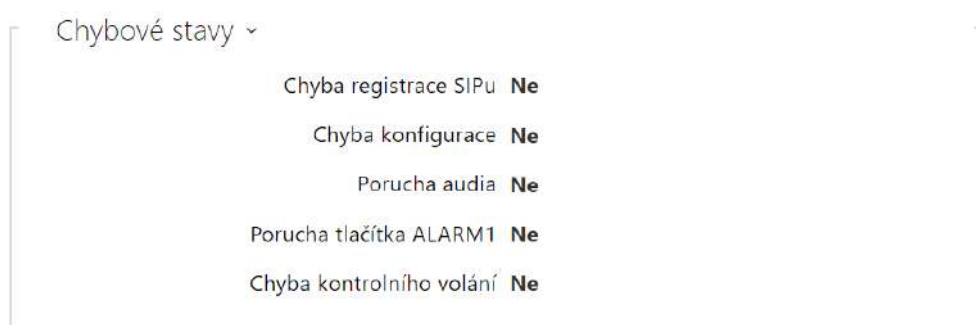 Chybové stavy
Chyba registrace SIPu Ne
Chyba konfigurace Ne
Porucha audia Ne
Porucha tlačítka ALARM1 Ne
Chyba kontrolního volání Ne